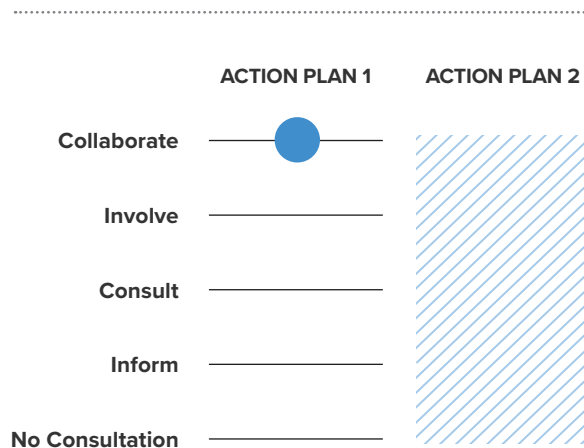 ACTION PLAN 1 ACTION PLAN 2
Collaborate
Involve
Consult
Inform
No Consultation